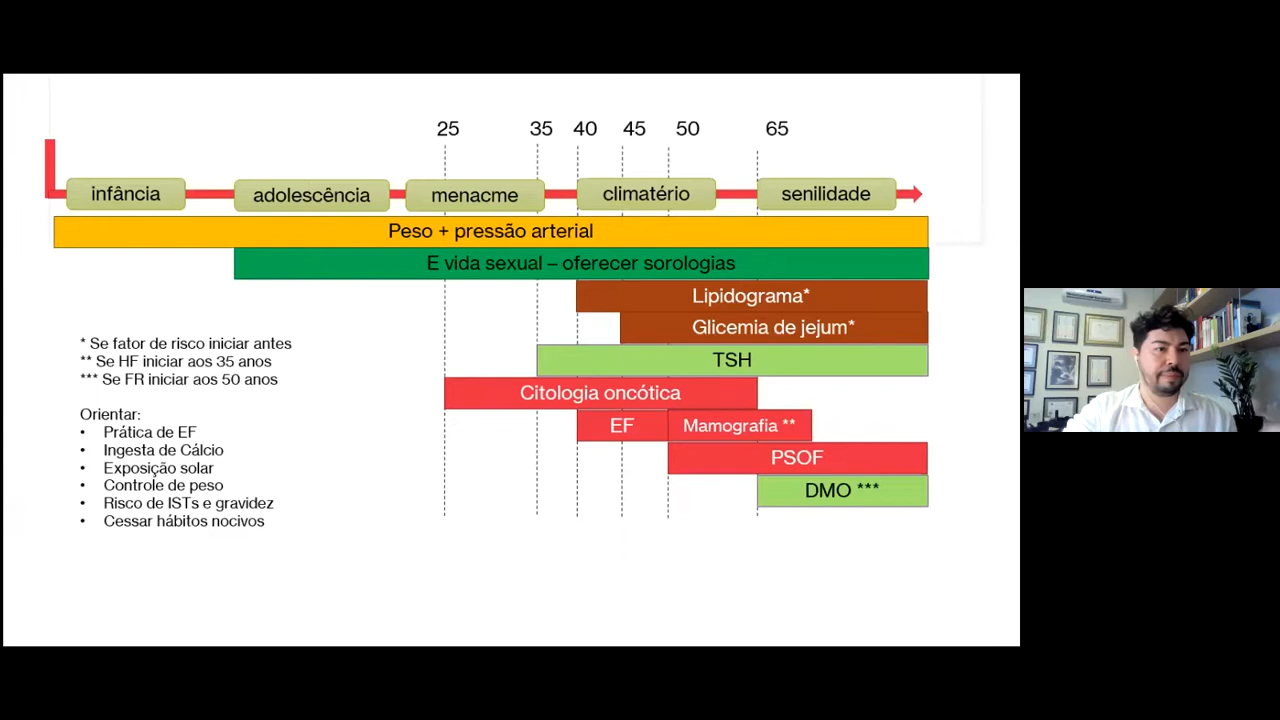 25 35 40 45 50 65
infância adolescência menacme climatério senilidade
Peso + pressão arterial
E vida sexual – oferecer sorologias
Lipidograma*
Glicemia de jejum*
TSH
Citologia oncótica
EF Mamografia **
PSOF
DMO ***
* Se fator de risco iniciar antes
** Se HF iniciar aos 35 anos
*** Se FR iniciar aos 50 anos
Orientar:
• Prática de EF
• Ingesta de Cálcio
• Exposição solar
• Controle de peso
• Risco de ISTs e gravidez
• Cessar hábitos nocivos